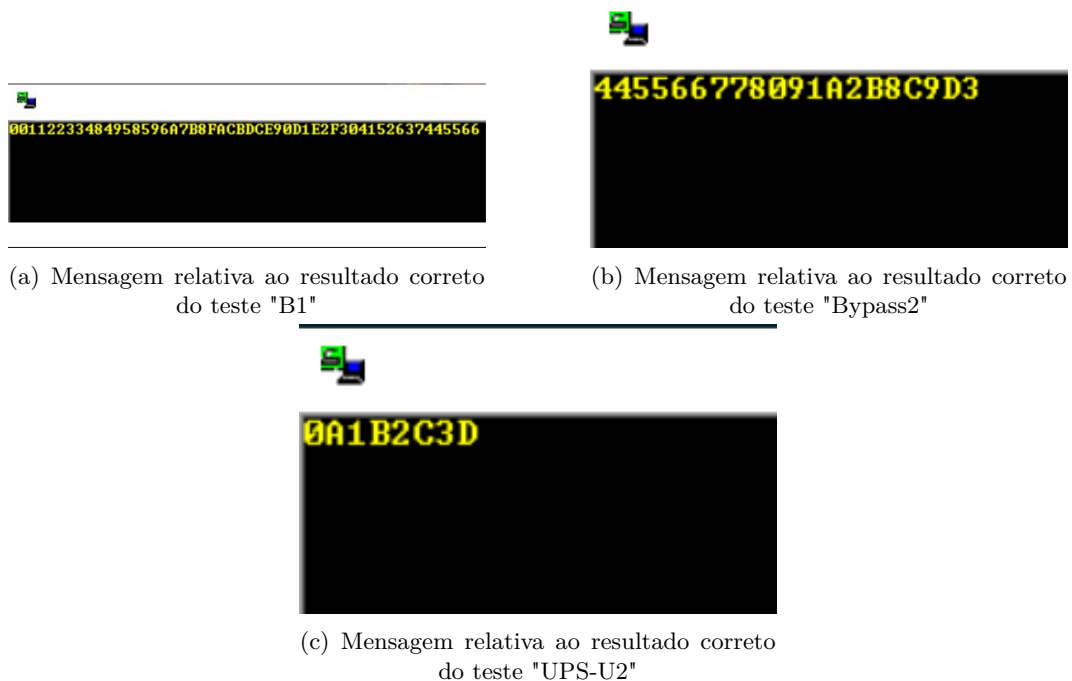 00112233484958596A7B8FACBDCE90D1E2F304152637445566
(a) Mensagem relativa ao resultado correto
do teste "B1"
445566778091A2B8C9D3
(b) Mensagem relativa ao resultado correto
do teste "Bypass2"
0A1B2C3D
(c) Mensagem relativa ao resultado correto
do teste "UPS-U2"